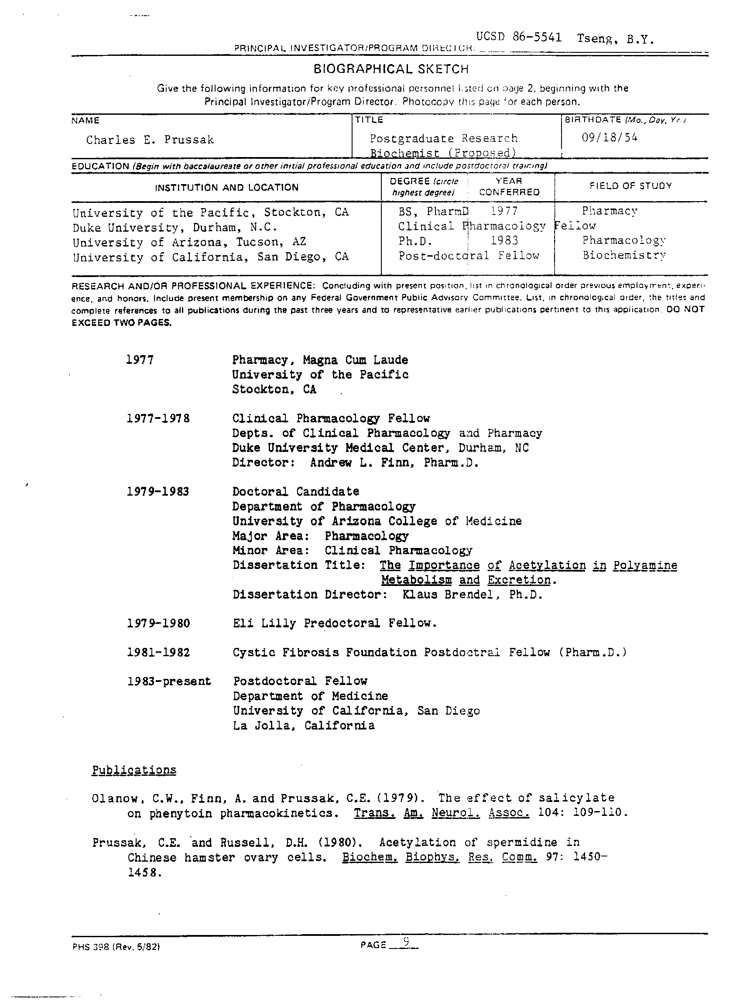 UCSD 86-5541 Tseng, B.Y.
PRINCIPAL INVESTIGATOR/PROGRAM DIRECTOR:
BIOGRAPHICAL SKETCH
Give the following information for key professional personnel listed on page 2, beginning with the
Principal Investigator/Program Director. Photocopy this page for each person.
NAME TITLE BIRTHDATE (Mo., Day, Yr.)
Charles E. Prussak Postgraduate Research 09/18/54
Biochemist (Proposed)
EDUCATION (Begin with baccalaureate or other initial professional education and include postdoctoral training)
INSTITUTION AND LOCATION DEGREE (circle highest degree) YEAR CONFERRED FIELD OF STUDY
University of the Pacific, Stockton, CA BS, PharmD 1977 Pharmacy
Duke University, Durham, N.C. Clinical Pharmacology Fellow
University of Arizona, Tucson, AZ Ph.D. 1983 Pharmacology
University of California, San Diego, CA Post-doctoral Fellow Biochemistry
RESEARCH AND/OR PROFESSIONAL EXPERIENCE: Concluding with present position, list in chronological order previous employment, experi-
ence, and honors. Include present membership on any Federal Government Public Advisory Committee. List, in chronological order, the titles and
complete references to all publications during the past three years and to representative earlier publications pertinent to this application. DO NOT
EXCEED TWO PAGES.
1977 Pharmacy, Magna Cum Laude
University of the Pacific
Stockton, CA
1977-1978 Clinical Pharmacology Fellow
Depts. of Clinical Pharmacology and Pharmacy
Duke University Medical Center, Durham, NC
Director: Andrew L. Finn, Pharm.D.
1979-1983 Doctoral Candidate
Department of Pharmacology
University of Arizona College of Medicine
Major Area: Pharmacology
Minor Area: Clinical Pharmacology
Dissertation Title: The Importance of Acetylation in Polyamine
Metabolism and Excretion.
Dissertation Director: Klaus Brendel, Ph.D.
1979-1980 Eli Lilly Predoctoral Fellow.
1981-1982 Cystic Fibrosis Foundation Postdoctral Fellow (Pharm.D.)
1983-present Postdoctoral Fellow
Department of Medicine
University of California, San Diego
La Jolla, California
Publications
Olanow, C.W., Finn, A. and Prussak, C.E. (1979). The effect of salicylate
on phenytoin pharmacokinetics. Trans. Am. Neurol. Assoc. 104: 109-110.
Prussak, C.E. and Russell, D.H. (1980). Acetylation of spermidine in
Chinese hamster ovary cells. Biochem. Biophys. Res. Comm. 97: 1450-
1458.
PHS 398 (Rev. 5/82) PAGE 9